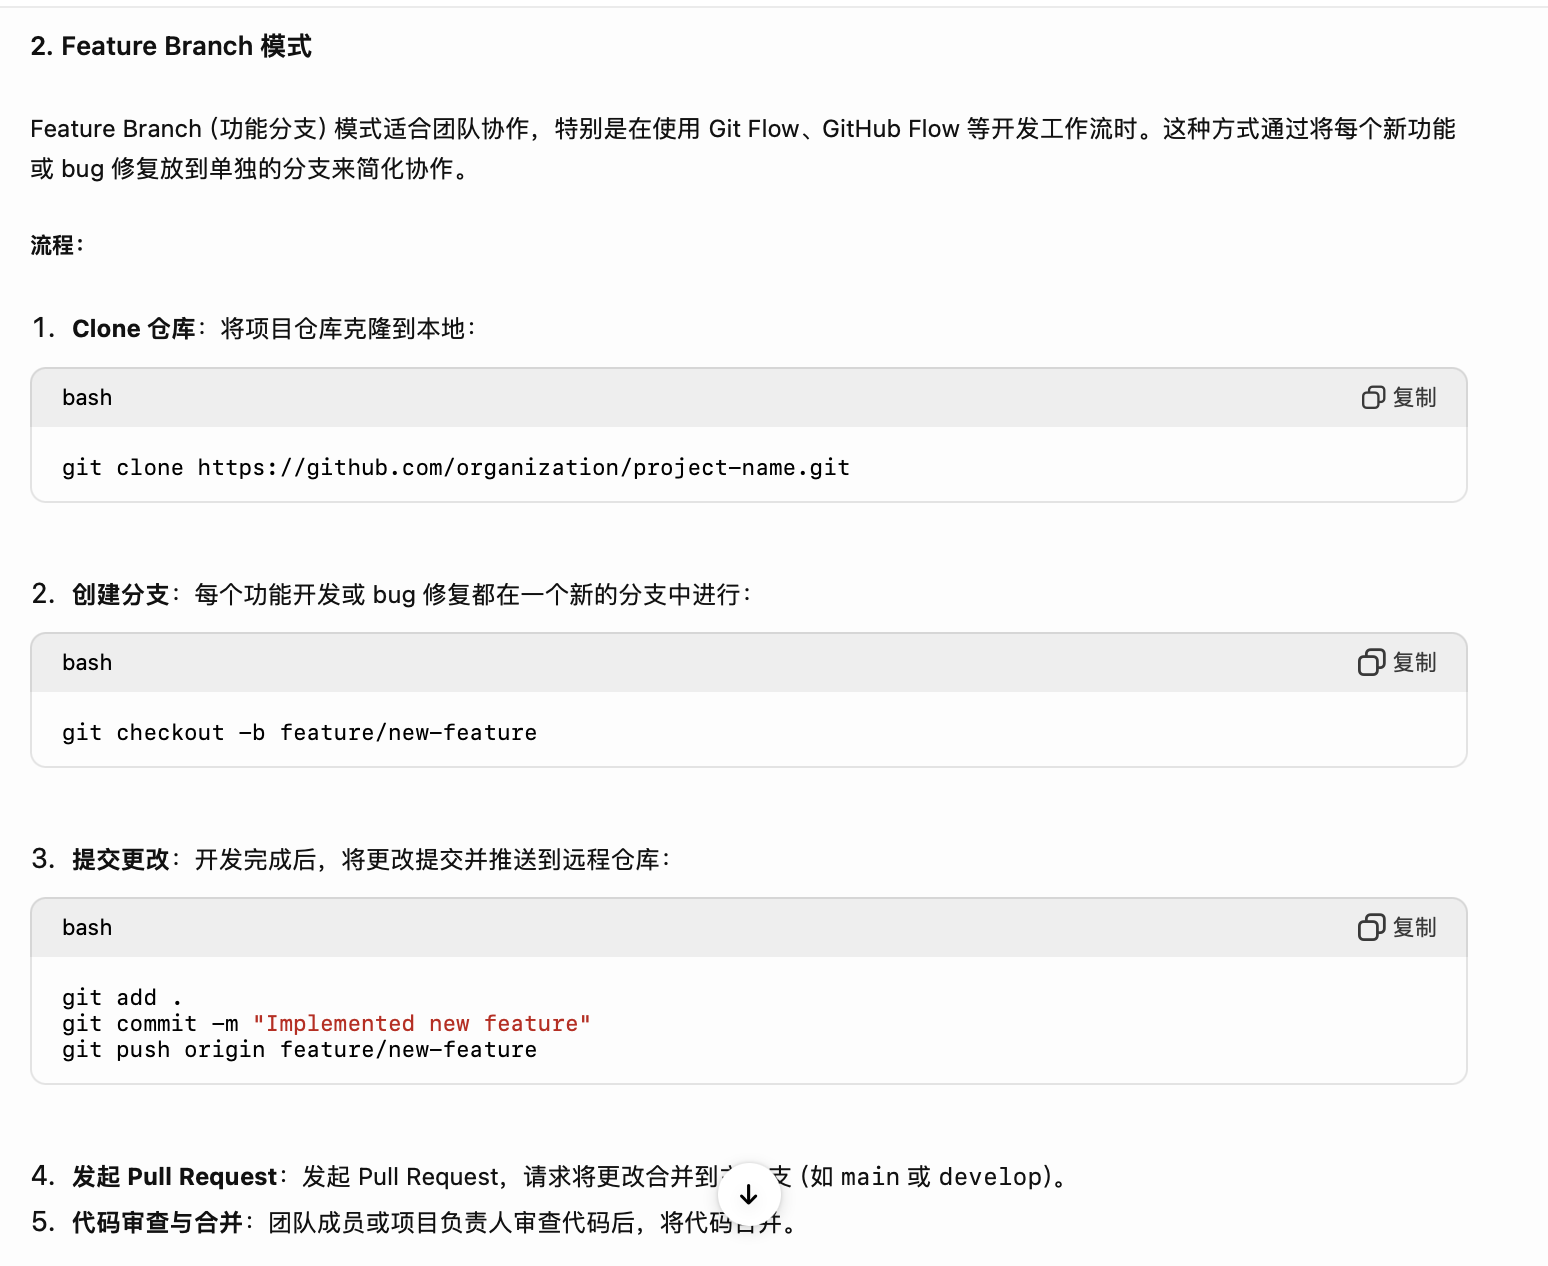 2. Feature Branch 模式
Feature Branch (功能分支) 模式适合团队协作，特别是在使用 Git Flow、GitHub Flow 等开发工作流时。这种方式通过将每个新功能
或 bug 修复放到单独的分支来简化协作。
流程：
1. Clone 仓库：将项目仓库克隆到本地：
bash 复制
git clone https://github.com/organization/project-name.git
2. 创建分支：每个功能开发或 bug 修复都在一个新的分支中进行：
bash 复制
git checkout -b feature/new-feature
3. 提交更改：开发完成后，将更改提交并推送到远程仓库：
bash 复制
git add .
git commit -m "Implemented new feature"
git push origin feature/new-feature
4. 发起 Pull Request：发起 Pull Request，请求将更改合并到支 (如 main 或 develop)。
5. 代码审查与合并：团队成员或项目负责人审查代码后，将代码合并。